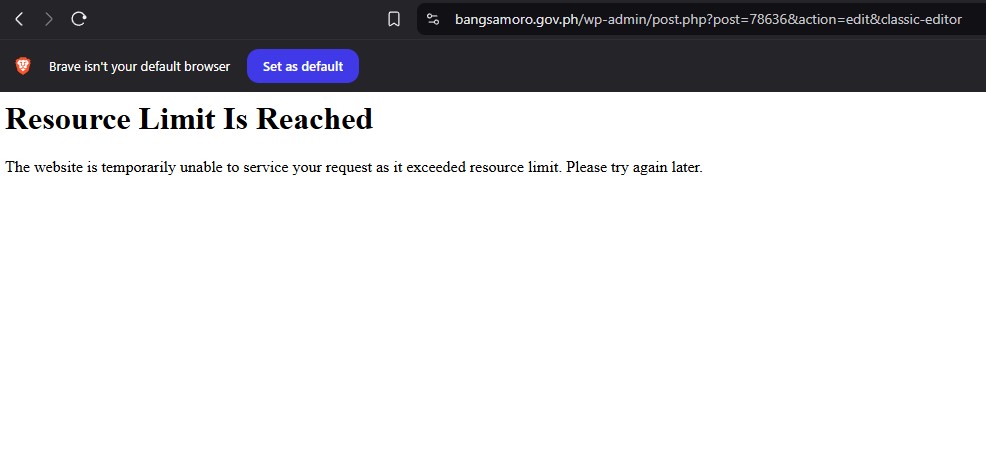 bangsamoro.gov.ph/wp-admin/post.php?post=78636&action=edit&classic-editor
Brave isn't your default browser Set as default
Resource Limit Is Reached
The website is temporarily unable to service your request as it exceeded resource limit. Please try again later.